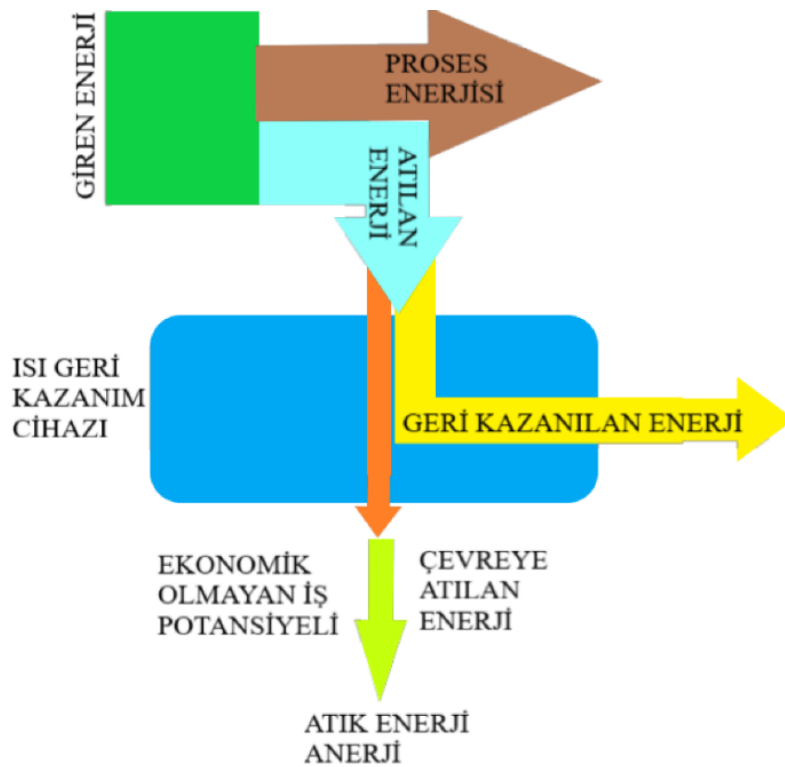 GİREN ENERJİ
PROSES
ENERJİSİ
ATILAN
ENERJİ
ISI GERİ
KAZANIM
CİHAZI
GERİ KAZANILAN ENERJİ
EKONOMİK
OLMAYAN İŞ
POTANSİYELİ
ÇEVREYE
ATILAN
ENERJİ
ATIK ENERJİ
ANERJİ